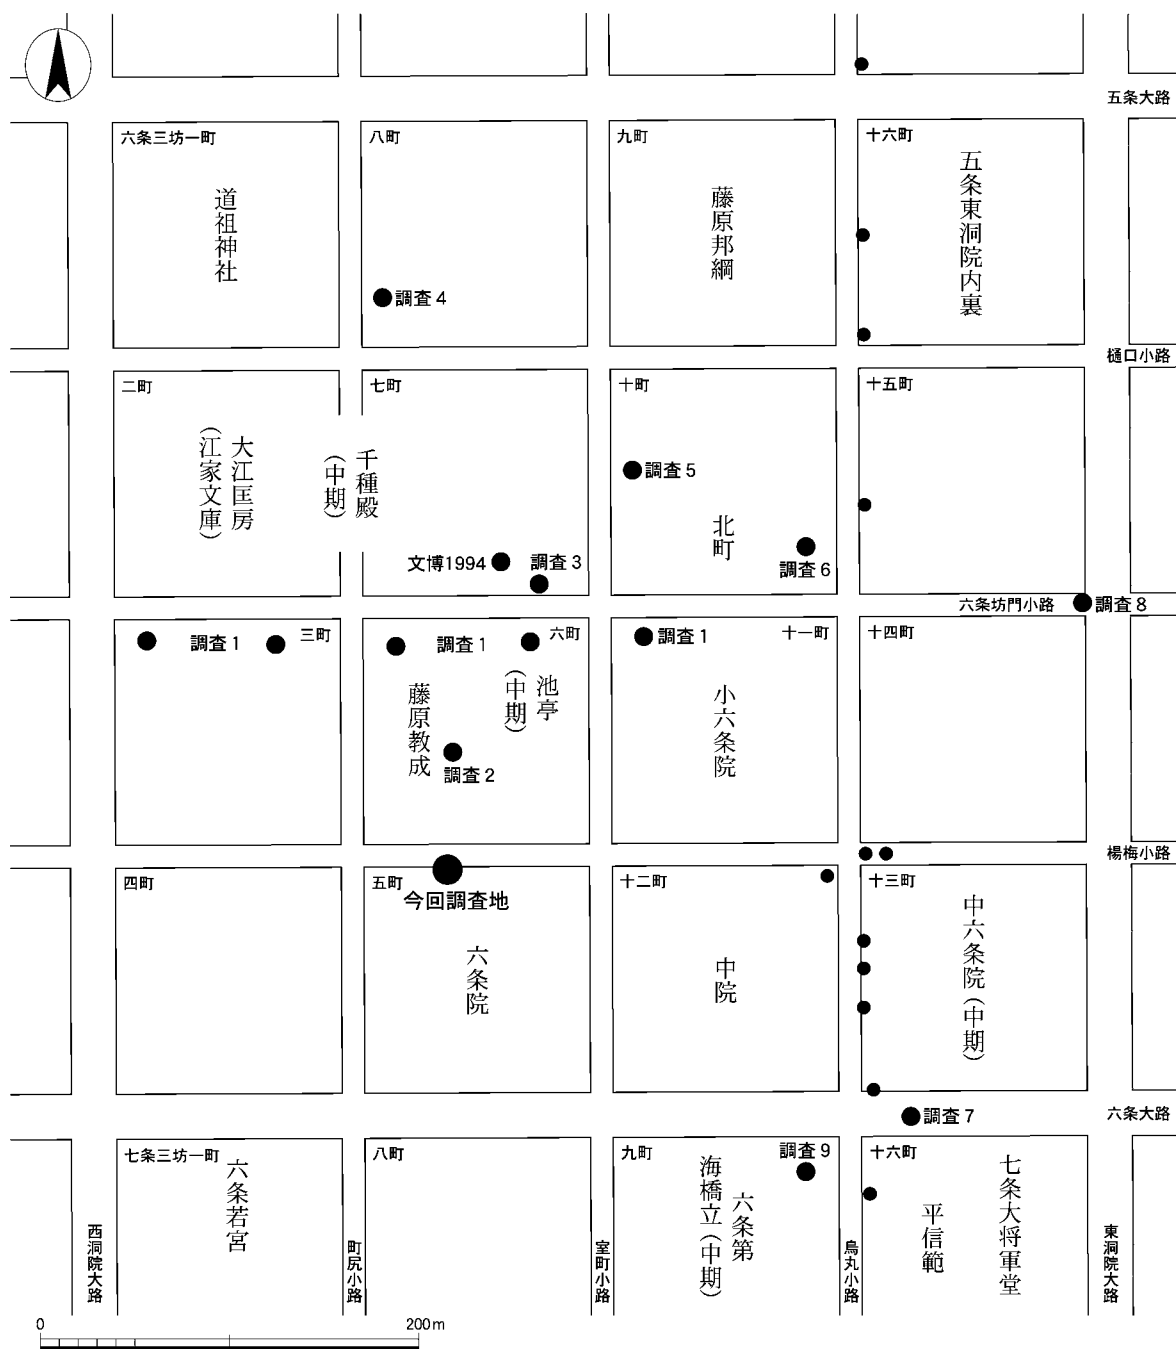 五条大路
六条三坊一町
八町
九町
十六町
道祖神社
藤原邦綱
五条東洞院内裏
調査4
樋口小路
二町
七町
十町
十五町
大江匡房
(江家文庫)
千種殿
(中期)
調査5
北町
文博1994
調査3
調査6
六条坊門小路
調査8
調査1
三町
調査1
六町
調査1
十一町
十四町
池亭
(中期)
藤原教成
小六条院
調査2
楊梅小路
四町
五町
十二町
十三町
今回調査地
六条院
中院
中六条院(中期)
六条大路
調査7
七条三坊一町
八町
九町
調査9
十六町
六条若宮
六条第
海橋立(中期)
七条大将軍堂
平信範
西洞院大路
町尻小路
室町小路
烏丸小路
東洞院大路
0
200m